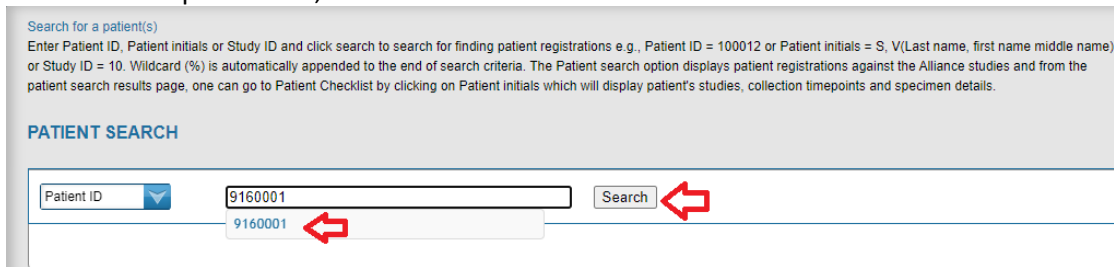 Search for a patient(s)
Enter Patient ID, Patient initials or Study ID and click search to search for finding patient registrations e.g., Patient ID = 100012 or Patient initials = S, V(Last name, first name middle name)
or Study ID = 10. Wildcard (%) is automatically appended to the end of search criteria. The Patient search option displays patient registrations against the Alliance studies and from the
patient search results page, one can go to Patient Checklist by clicking on Patient initials which will display patient's studies, collection timepoints and specimen details.
PATIENT SEARCH
Patient ID 9160001 Search
9160001